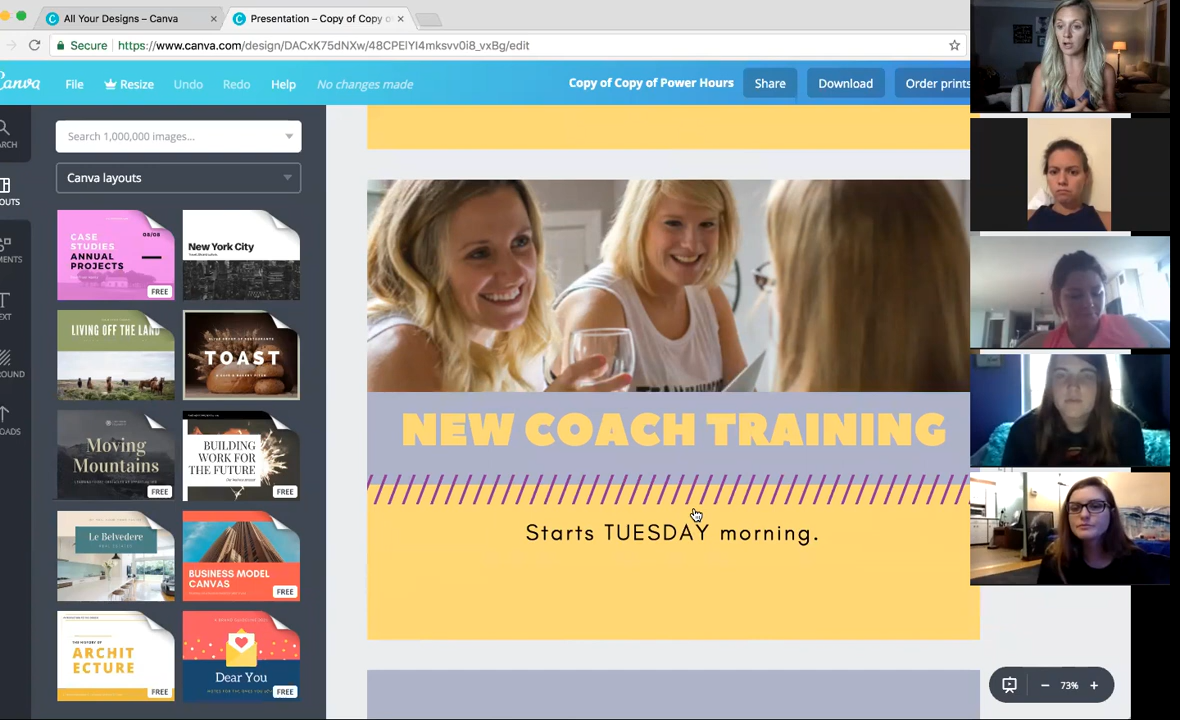 All Your Designs – Canva
Presentation – Copy of Copy o
Secure
https://www.canva.com/design/DACxK75dNXw/48CPElYI4mksvv0i8_vxBg/edit
Canva
File
Resize
Undo
Redo
Help
No changes made
Copy of Copy of Power Hours
Share
Download
Order prints
Search 1,000,000 images...
Canva layouts
CASE
STUDIES
ANNUAL
PROJECTS
FREE
New York City
LIVING OFF THE LAND
TOAST
Moving
Mountains
FREE
BUILDING
WORK FOR
THE FUTURE
FREE
Le Belvedere
BUSINESS MODEL
CANVAS
FREE
ARCHIT
ECTURE
FREE
Dear You
FREE
NEW COACH TRAINING
Starts TUESDAY morning.
73%